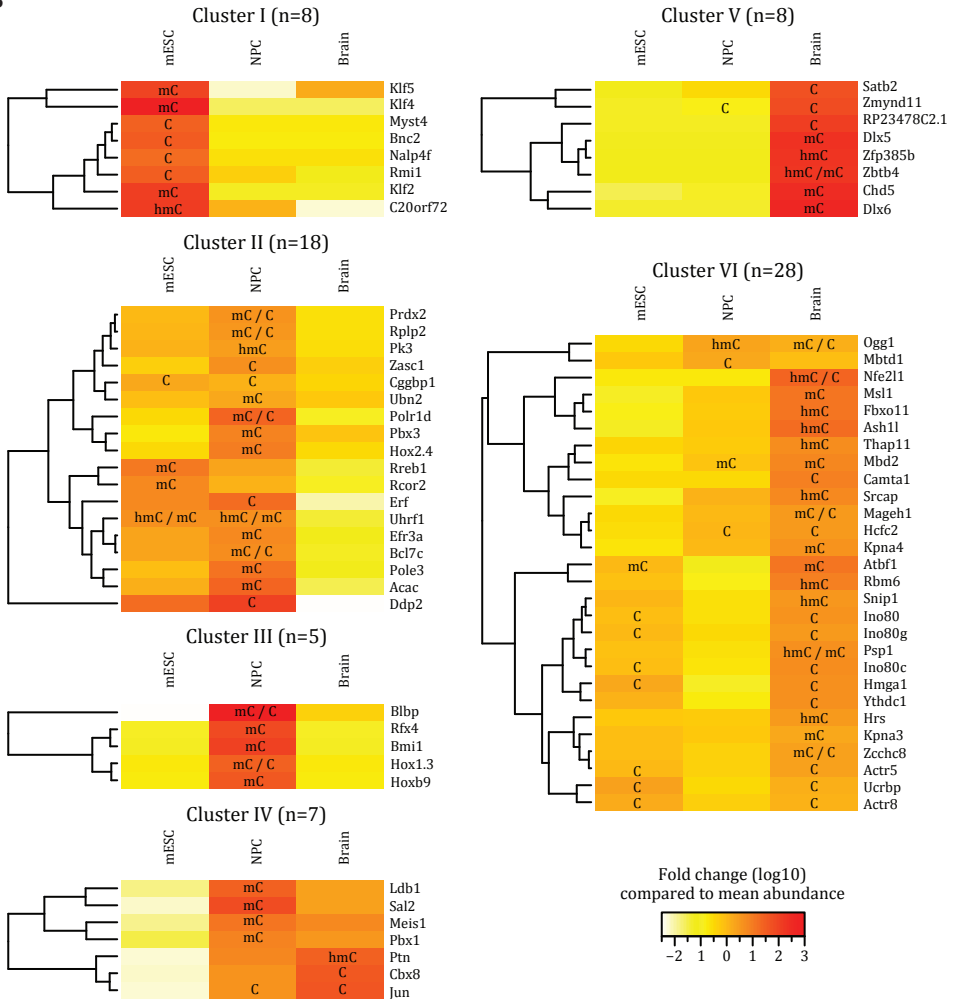 Cluster I (n=8)
mESC
NPC
Brain
mC Klf5
mC Klf4
C Myst4
C Bnc2
C Nalp4f
C Rmi1
mC Klf2
hmC C20orf72
Cluster II (n=18)
mESC
NPC
Brain
mC / C Prdx2
mC / C Rplp2
hmC Pk3
C Zasc1
C C Cggbp1
mC Ubn2
mC / C Polr1d
mC Pbx3
mC Hox2.4
mC Rreb1
mC Rcor2
C Erf
hmC / mC hmC / mC Uhrf1
mC Efr3a
mC / C Bcl7c
mC Pole3
mC Acac
C Ddp2
Cluster III (n=5)
mESC
NPC
Brain
mC / C Blbp
mC Rfx4
mC Bmi1
mC / C Hox1.3
mC Hoxb9
Cluster IV (n=7)
mESC
NPC
Brain
mC Ldb1
mC Sal2
mC Meis1
mC Pbx1
hmC Ptn
C Cbx8
C C Jun
Cluster V (n=8)
mESC
NPC
Brain
C Satb2
C C Zmynd11
C RP23478C2.1
mC Dlx5
hmC Zfp385b
hmC /mC Zbtb4
mC Chd5
mC Dlx6
Cluster VI (n=28)
mESC
NPC
Brain
hmC mC / C Ogg1
C Mbtd1
hmC / C Nfe2l1
mC Msl1
hmC Fbxo11
hmC Ash1l
hmC Thap11
mC mC Mbd2
C Camta1
hmC Srcap
mC / C Mageh1
C C Hcfc2
mC Kpna4
mC mC Atbf1
hmC Rbm6
hmC Snip1
C C Ino80
C C Ino80g
hmC / mC Psp1
C C Ino80c
C C Hmga1
C Ythdc1
hmC Hrs
mC Kpna3
mC / C Zcchc8
C C Actr5
C C Ucrbp
C C Actr8
Fold change (log10)
compared to mean abundance
−2 1 0 1 2 3